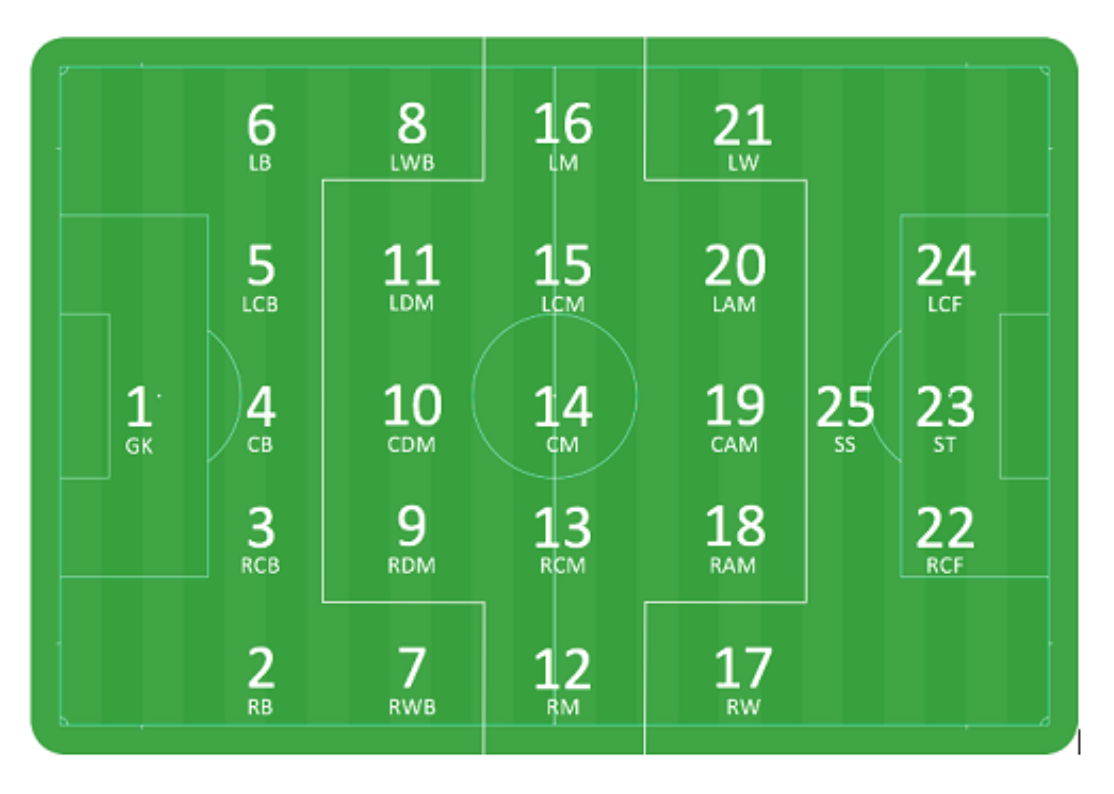 6 8 16 21
LB LWB LM LW
5 11 15 20 24
LCB LDM LCM LAM LCF
1 4 10 14 19 25 23
GK CB CDM CM CAM SS ST
3 9 13 18 22
RCB RDM RCM RAM RCF
2 7 12 17
RB RWB RM RW